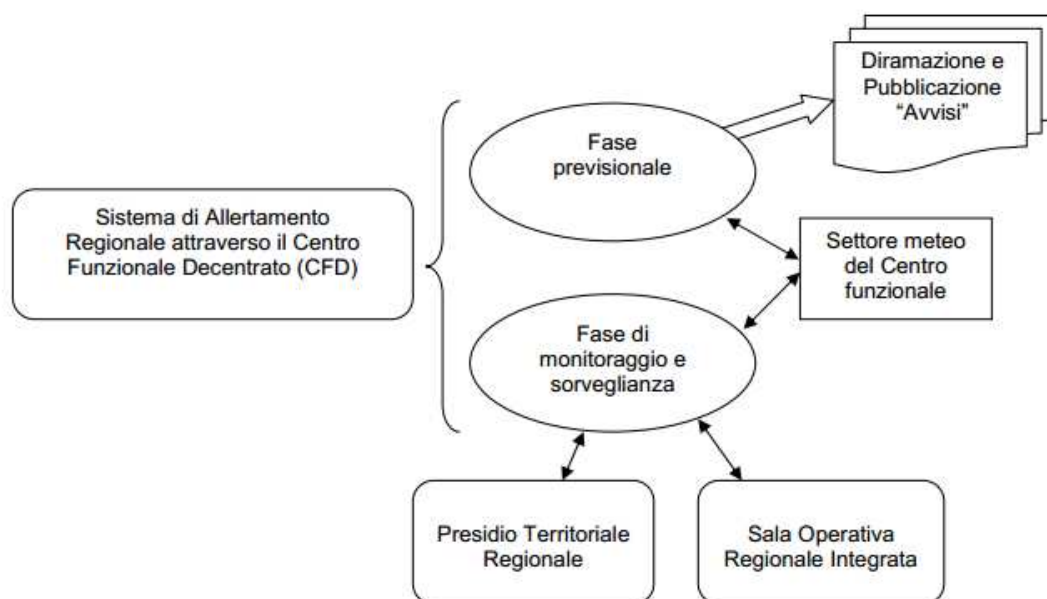 Diramazione e
Pubblicazione
“Avvisi”
Fase
previsionale
Sistema di Allertamento
Regionale attraverso il Centro
Funzionale Decentrato (CFD)
Settore meteo
del Centro
funzionale
Fase di
monitoraggio e
sorveglianza
Presidio Territoriale
Regionale
Sala Operativa
Regionale Integrata